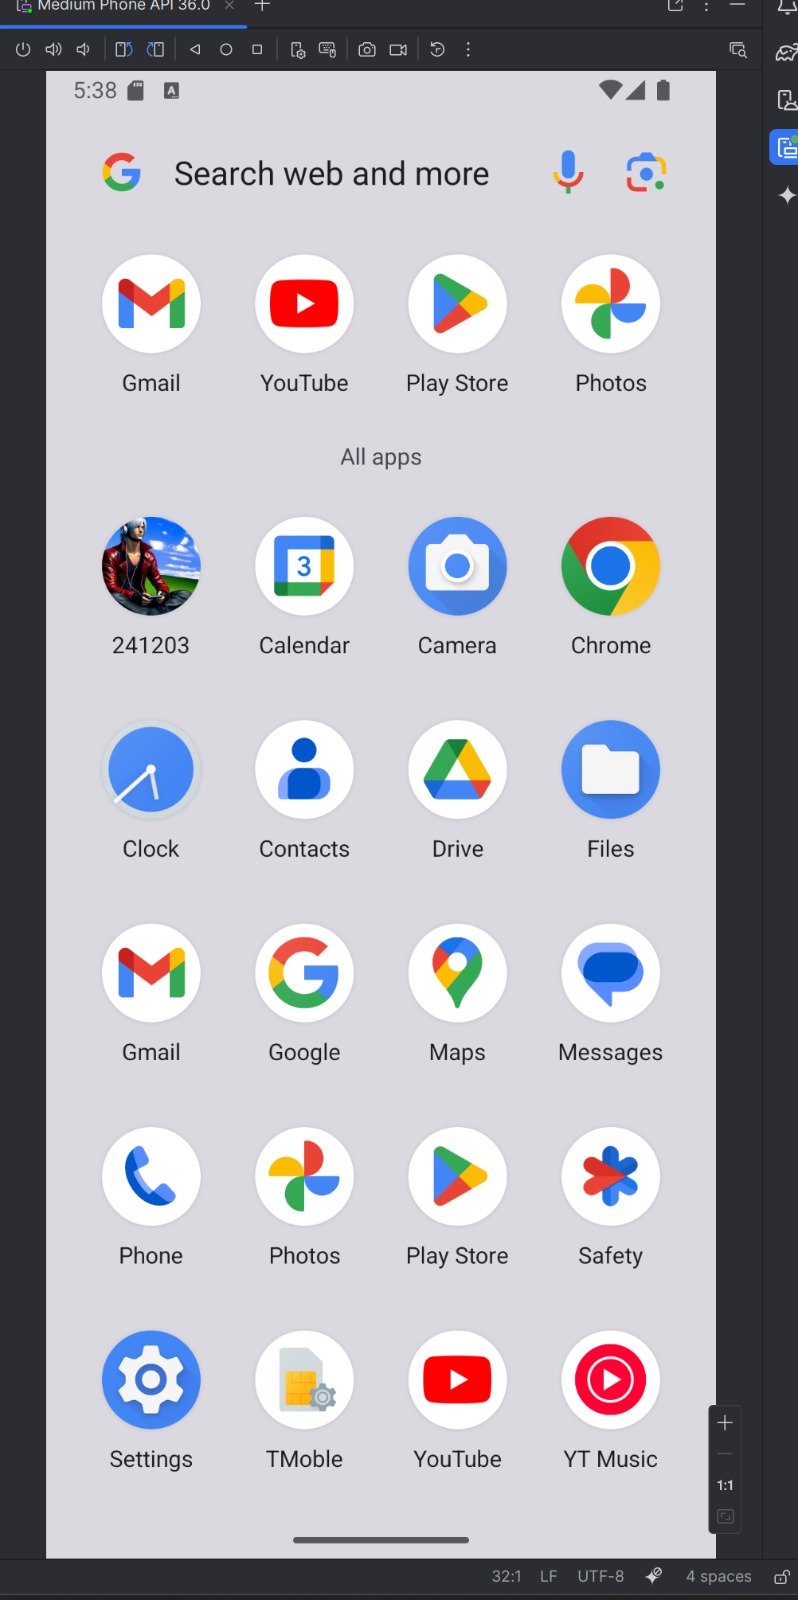 Medium Phone API 36.0
5:38
A
Search web and more
Gmail YouTube Play Store Photos
All apps
3
241203 Calendar Camera Chrome
Clock Contacts Drive Files
Gmail Google Maps Messages
Phone Photos Play Store Safety
Settings TMoble YouTube YT Music
1:1
32:1 LF UTF-8 4 spaces